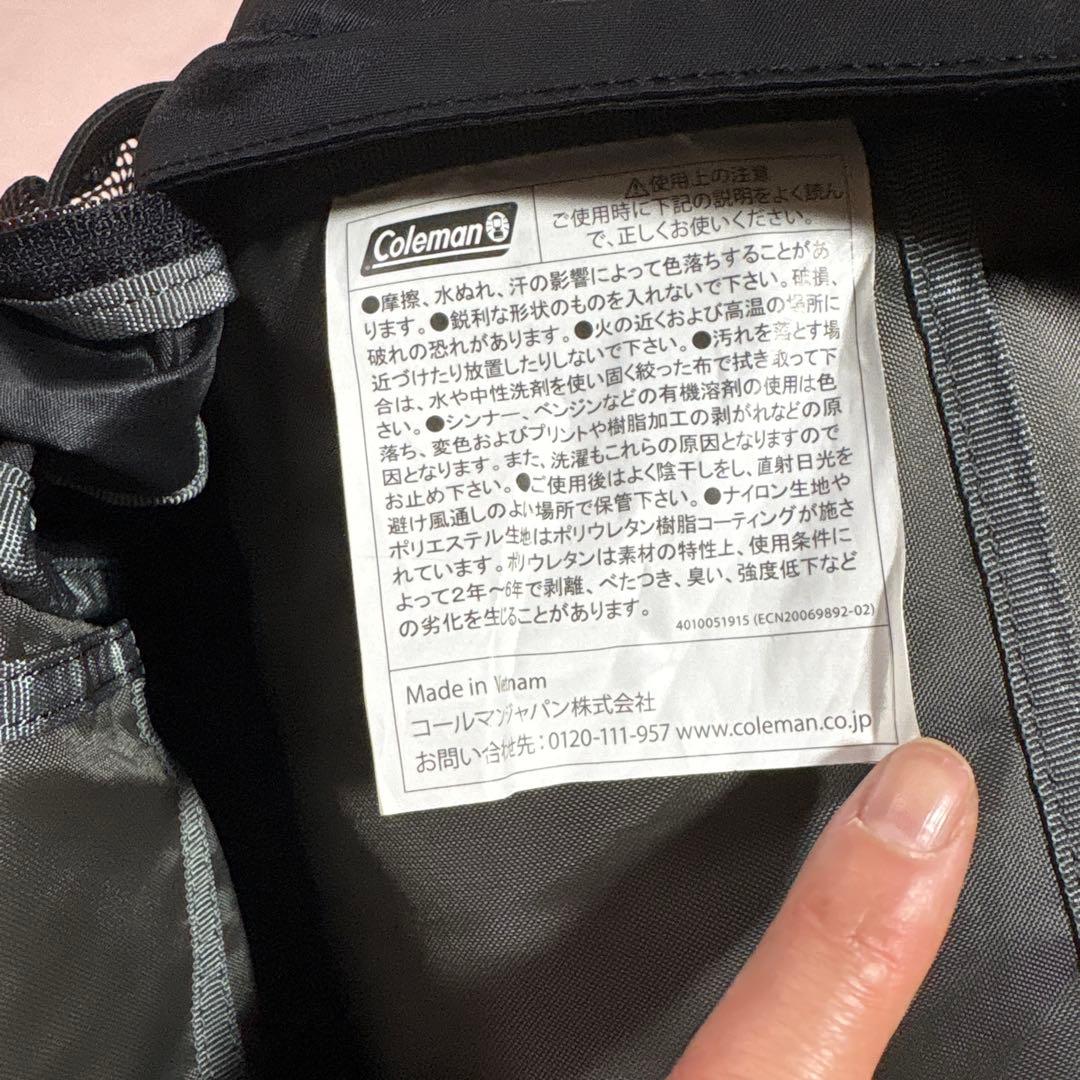 Coleman
⚠使用上の注意
ご使用時に下記の説明をよく読ん
で、正しくお使いください。
●摩擦、水ぬれ、汗の影響によって色落ちすることがあ
ります。●鋭利な形状のものを入れないで下さい。破損、
破れの恐れがあります。●火の近くおよび高温の場所に
近づけたり放置したりしないで下さい。●汚れを落とす場
合は、水や中性洗剤を使い固く絞った布で拭き取って下
さい。●シンナー、ベンジンなどの有機溶剤の使用は色
落ち、変色およびプリントや樹脂加工の剥がれなどの原
因となります。また、洗濯もこれらの原因となりますので
お止め下さい。●ご使用後はよく陰干しをし、直射日光を
避け風通しのよい場所で保管下さい。●ナイロン生地や
ポリエステル生地はポリウレタン樹脂コーティングが施さ
れています。ポリウレタンは素材の特性上、使用条件に
よって2年〜6年で剥離、べたつき、臭い、強度低下など
の劣化を生じることがあります。
4010051915 (ECN20069892-02)
Made in Vietnam
コールマンジャパン株式会社
お問い合わせ先：0120-111-957 www.coleman.co.jp